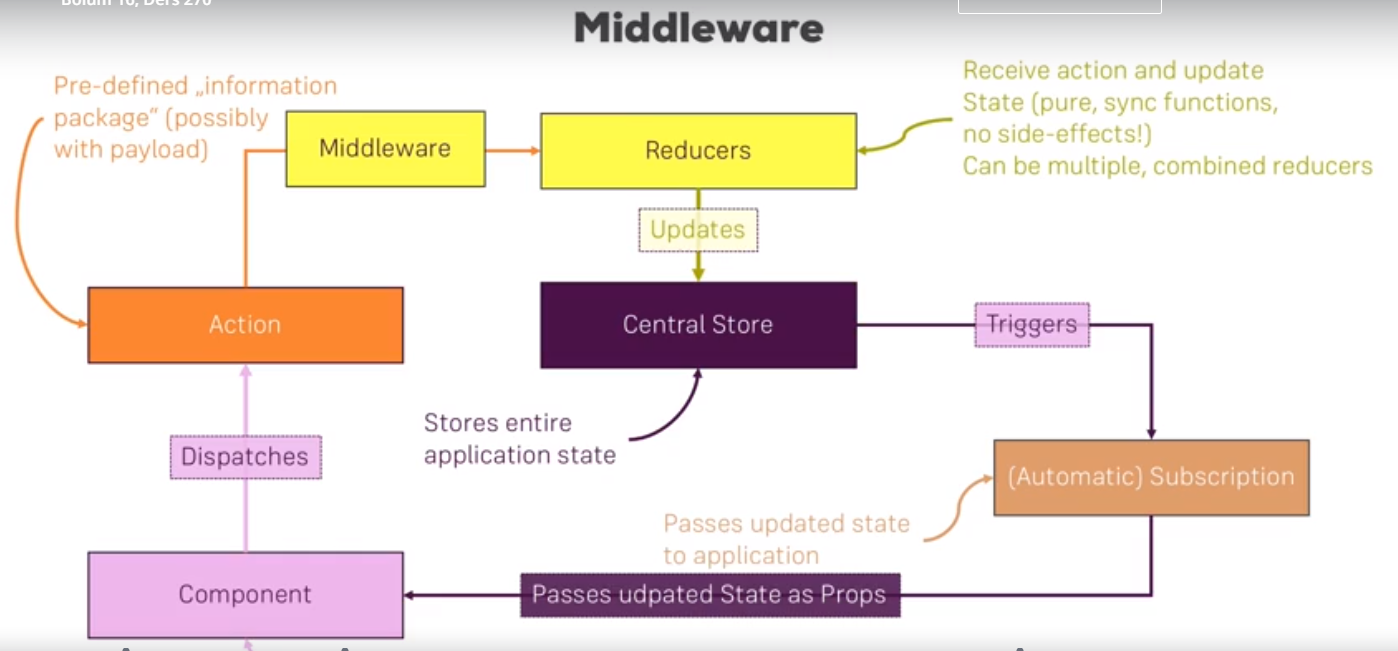 Bölüm 16, Ders 276
Middleware
Pre-defined „information
package“ (possibly
with payload)
Middleware
Reducers
Receive action and update
State (pure, sync functions,
no side-effects!)
Can be multiple, combined reducers
Updates
Action
Central Store
Triggers
Stores entire
application state
Dispatches
(Automatic) Subscription
Passes updated state
to application
Component
Passes udpated State as Props